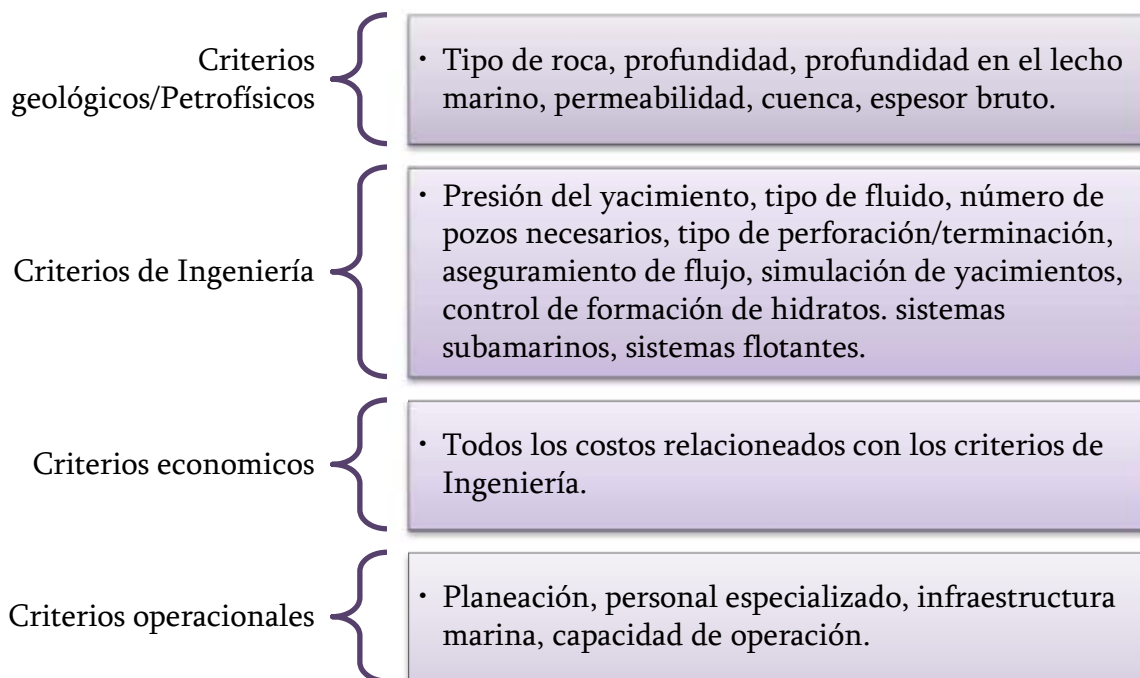 Criterios
geológicos/Petrofísicos
· Tipo de roca, profundidad, profundidad en el lecho
marino, permeabilidad, cuenca, espesor bruto.
Criterios de Ingeniería
· Presión del yacimiento, tipo de fluido, número de
pozos necesarios, tipo de perforación/terminación,
aseguramiento de flujo, simulación de yacimientos,
control de formación de hidratos. sistemas
subamarinos, sistemas flotantes.
Criterios economicos
· Todos los costos relacioneados con los criterios de
Ingeniería.
Criterios operacionales
· Planeación, personal especializado, infraestructura
marina, capacidad de operación.